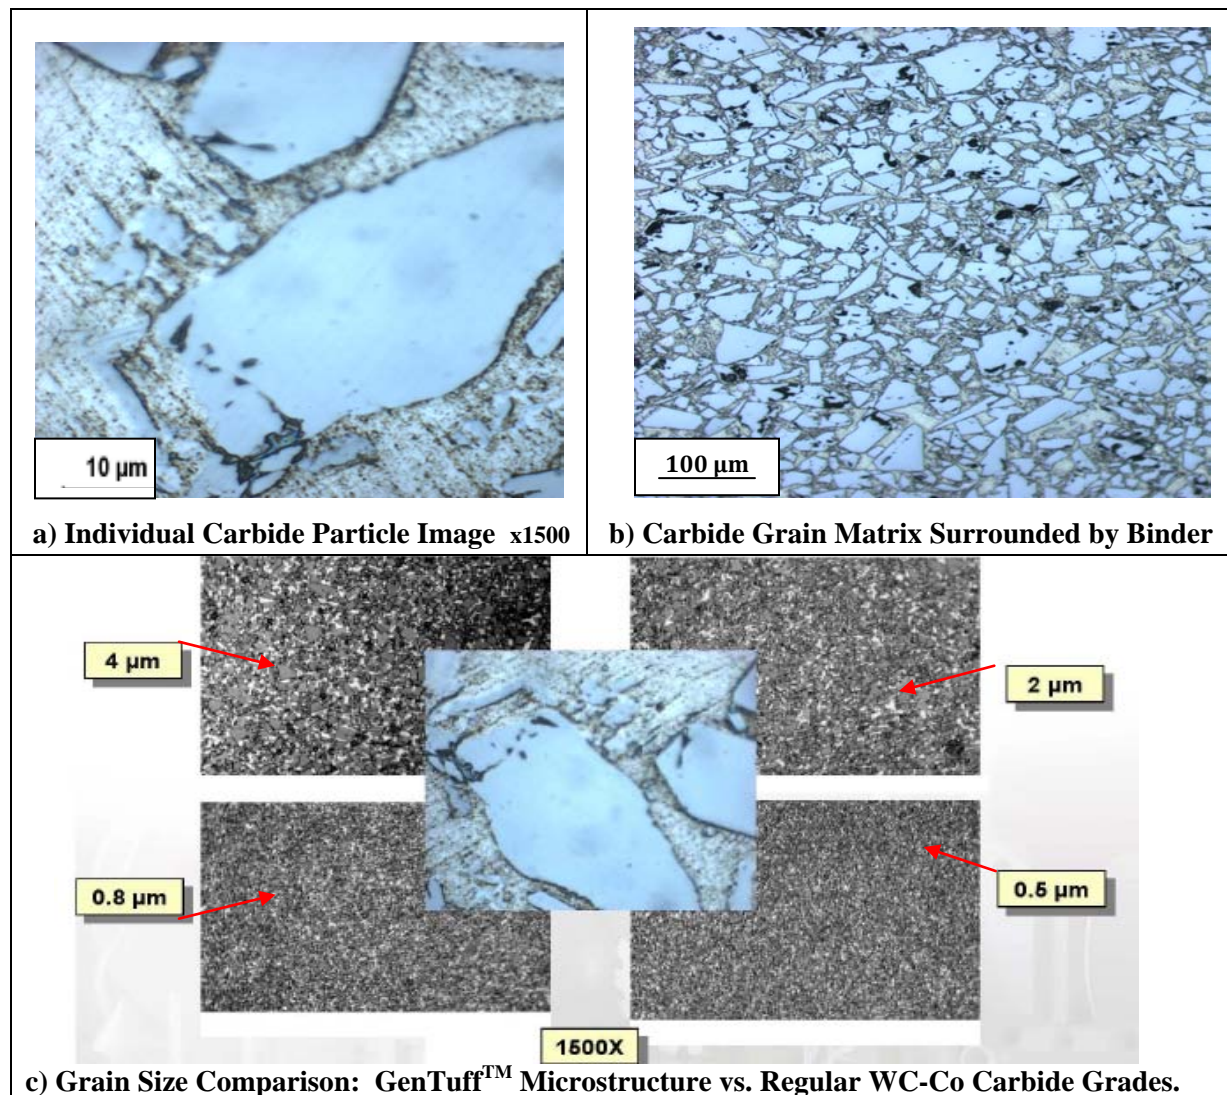 10 µm
100 µm
a) Individual Carbide Particle Image x1500
b) Carbide Grain Matrix Surrounded by Binder
4 µm
2 µm
0.8 µm
0.5 µm
1500X
c) Grain Size Comparison: GenTuff™ Microstructure vs. Regular WC-Co Carbide Grades.